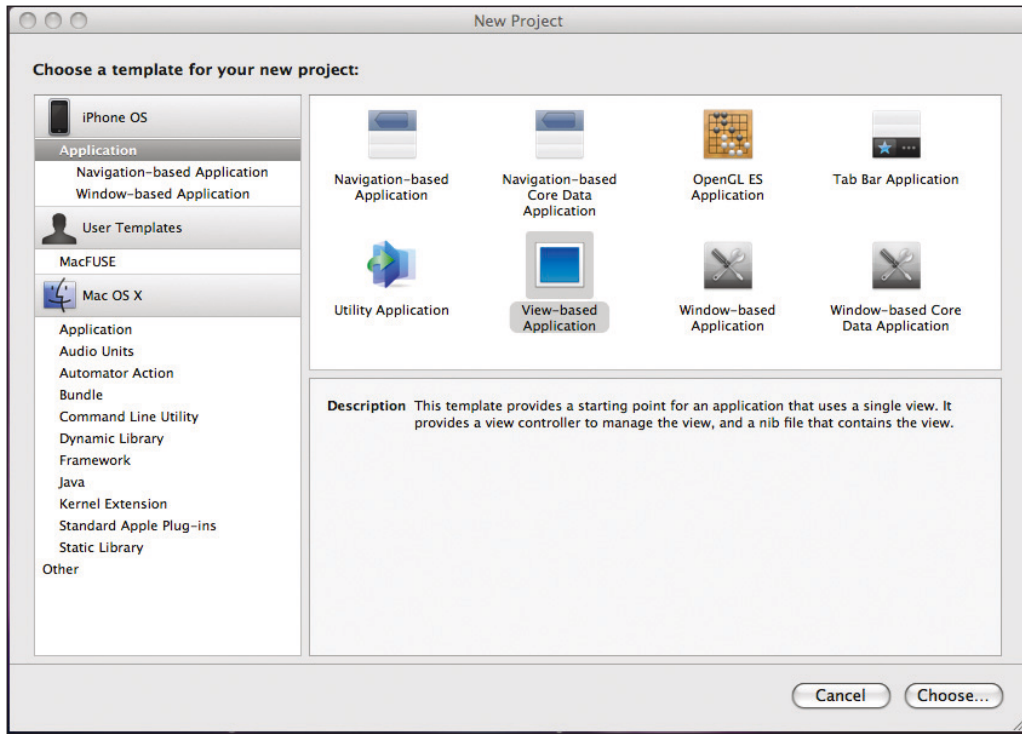 New Project
Choose a template for your new project:
iPhone OS
Application
Navigation-based Application
Window-based Application
User Templates
MacFUSE
Mac OS X
Application
Audio Units
Automator Action
Bundle
Command Line Utility
Dynamic Library
Framework
Java
Kernel Extension
Standard Apple Plug-ins
Static Library
Other
Navigation-based
Application
Navigation-based
Core Data
Application
OpenGL ES
Application
Tab Bar Application
Utility Application
View-based
Application
Window-based
Application
Window-based Core
Data Application
Description This template provides a starting point for an application that uses a single view. It
provides a view controller to manage the view, and a nib file that contains the view.
Cancel
Choose...